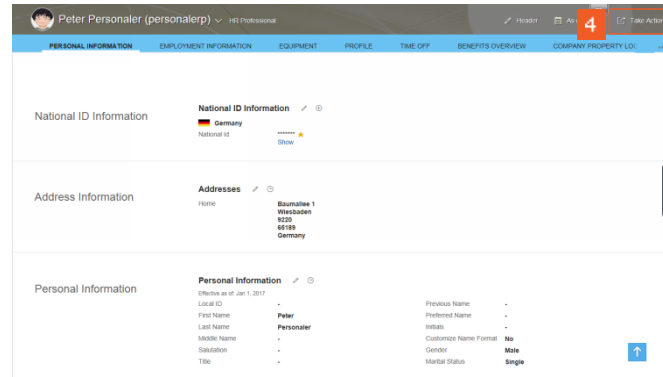 Peter Personaler (personalerp) HR Professional
Header
As o
4
Take Action
PERSONAL INFORMATION EMPLOYMENT INFORMATION EQUIPMENT PROFILE TIME OFF BENEFITS OVERVIEW COMPANY PROPERTY LO
National ID Information
National ID Information
Germany
National Id ******* ★
Show
Address Information
Addresses
Home Baumallee 1
Wiesbaden
9220
65189
Germany
Personal Information
Personal Information
Effective as of: Jan 1, 2017
Local ID - Previous Name -
First Name Peter Preferred Name -
Last Name Personaler Initials -
Middle Name - Customize Name Format No
Salutation - Gender Male
Title - Marital Status Single